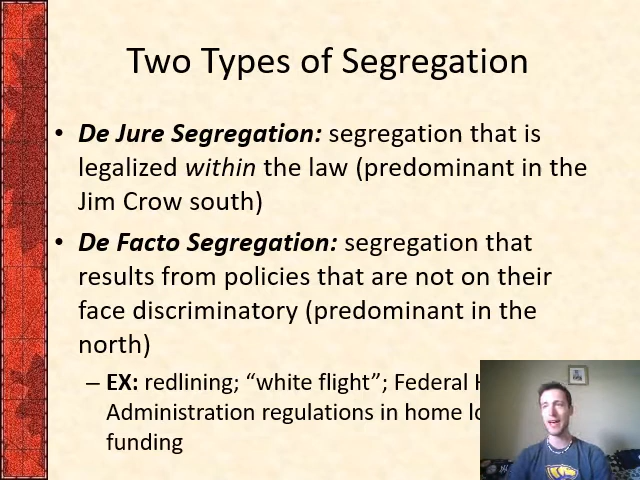 Two Types of Segregation
• De Jure Segregation: segregation that is
legalized within the law (predominant in the
Jim Crow south)
• De Facto Segregation: segregation that
results from policies that are not on their
face discriminatory (predominant in the
north)
– EX: redlining; “white flight”; Federal
Administration regulations in home
funding